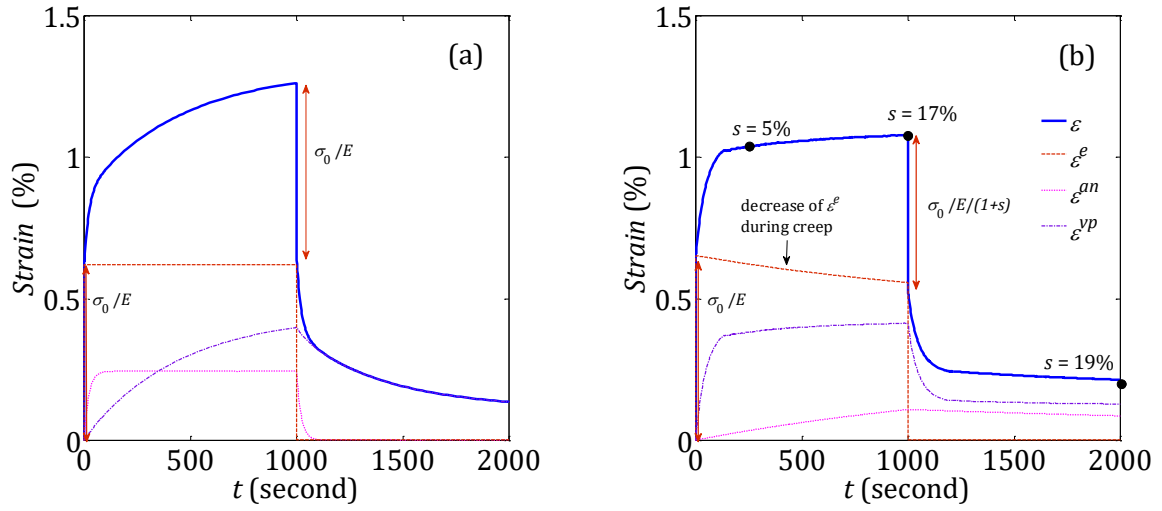 (a)
Strain (%)
1.5
1
0.5
0
σ₀/E
σ₀/E
0 500 1000 1500 2000
t (second)
(b)
Strain (%)
1.5
1
0.5
0
s = 5%
s = 17%
ε
εᵉ
εᵃⁿ
εᵛᵖ
decrease of εᵉ
during creep
σ₀/E/(1+s)
σ₀/E
s = 19%
0 500 1000 1500 2000
t (second)